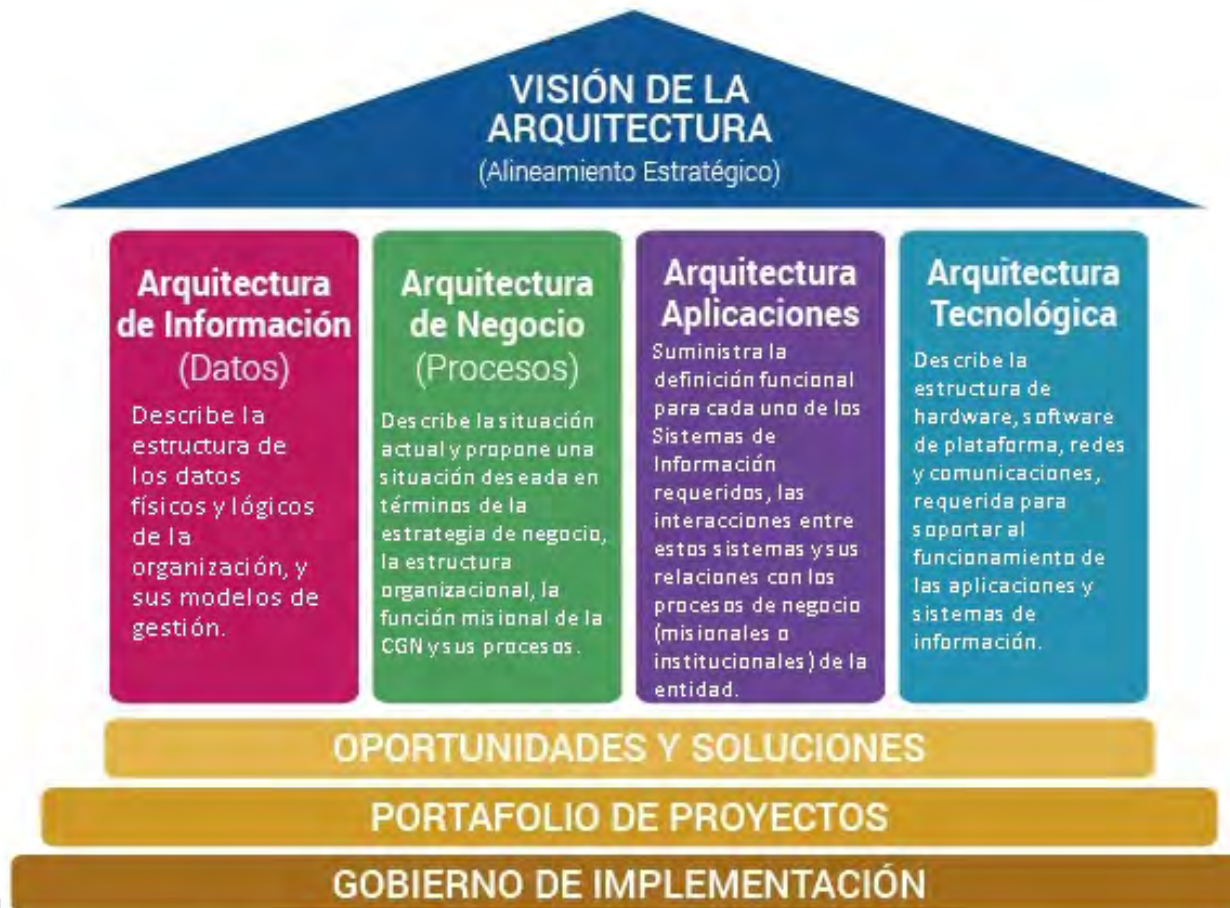 VISIÓN DE LA
ARQUITECTURA
(Alineamiento Estratégico)
Arquitectura
de Información
(Datos)
Describe la
estructura de
los datos
físicos y lógicos
de la
organización, y
sus modelos de
gestión.
Arquitectura
de Negocio
(Procesos)
Describe la situación
actual y propone una
situación deseada en
términos de la
estrategia de negocio,
la estructura
organizacional, la
función misional de la
CGN y sus procesos.
Arquitectura
Aplicaciones
Suministra la
definición funcional
para cada uno de los
Sistemas de
Información
requeridos, las
interacciones entre
estos sistemas y sus
relaciones con los
procesos de negocio
(misionales o
institucionales) de la
entidad.
Arquitectura
Tecnológica
Describe la
estructura de
hardware, software
de plataforma, redes
y comunicaciones,
requerida para
soportar al
funcionamiento de
las aplicaciones y
sistemas de
información.
OPORTUNIDADES Y SOLUCIONES
PORTAFOLIO DE PROYECTOS
GOBIERNO DE IMPLEMENTACIÓN